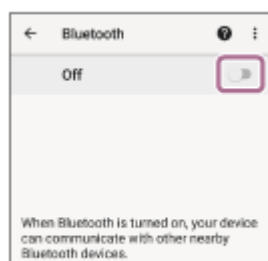 Bluetooth
Off
When Bluetooth is turned on, your device
can communicate with other nearby
Bluetooth devices.